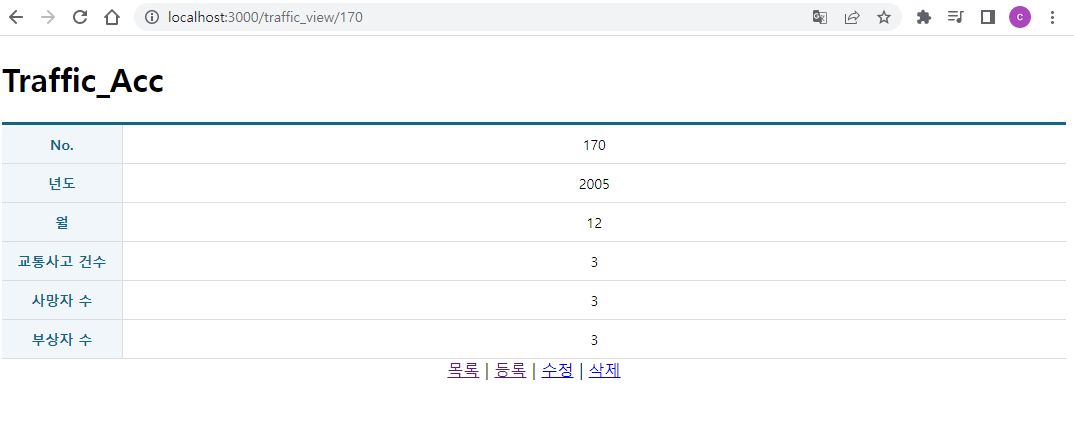 localhost:3000/traffic_view/170
c
Traffic_Acc
No. 170
년도 2005
월 12
교통사고 건수 3
사망자 수 3
부상자 수 3
목록 | 등록 | 수정 | 삭제